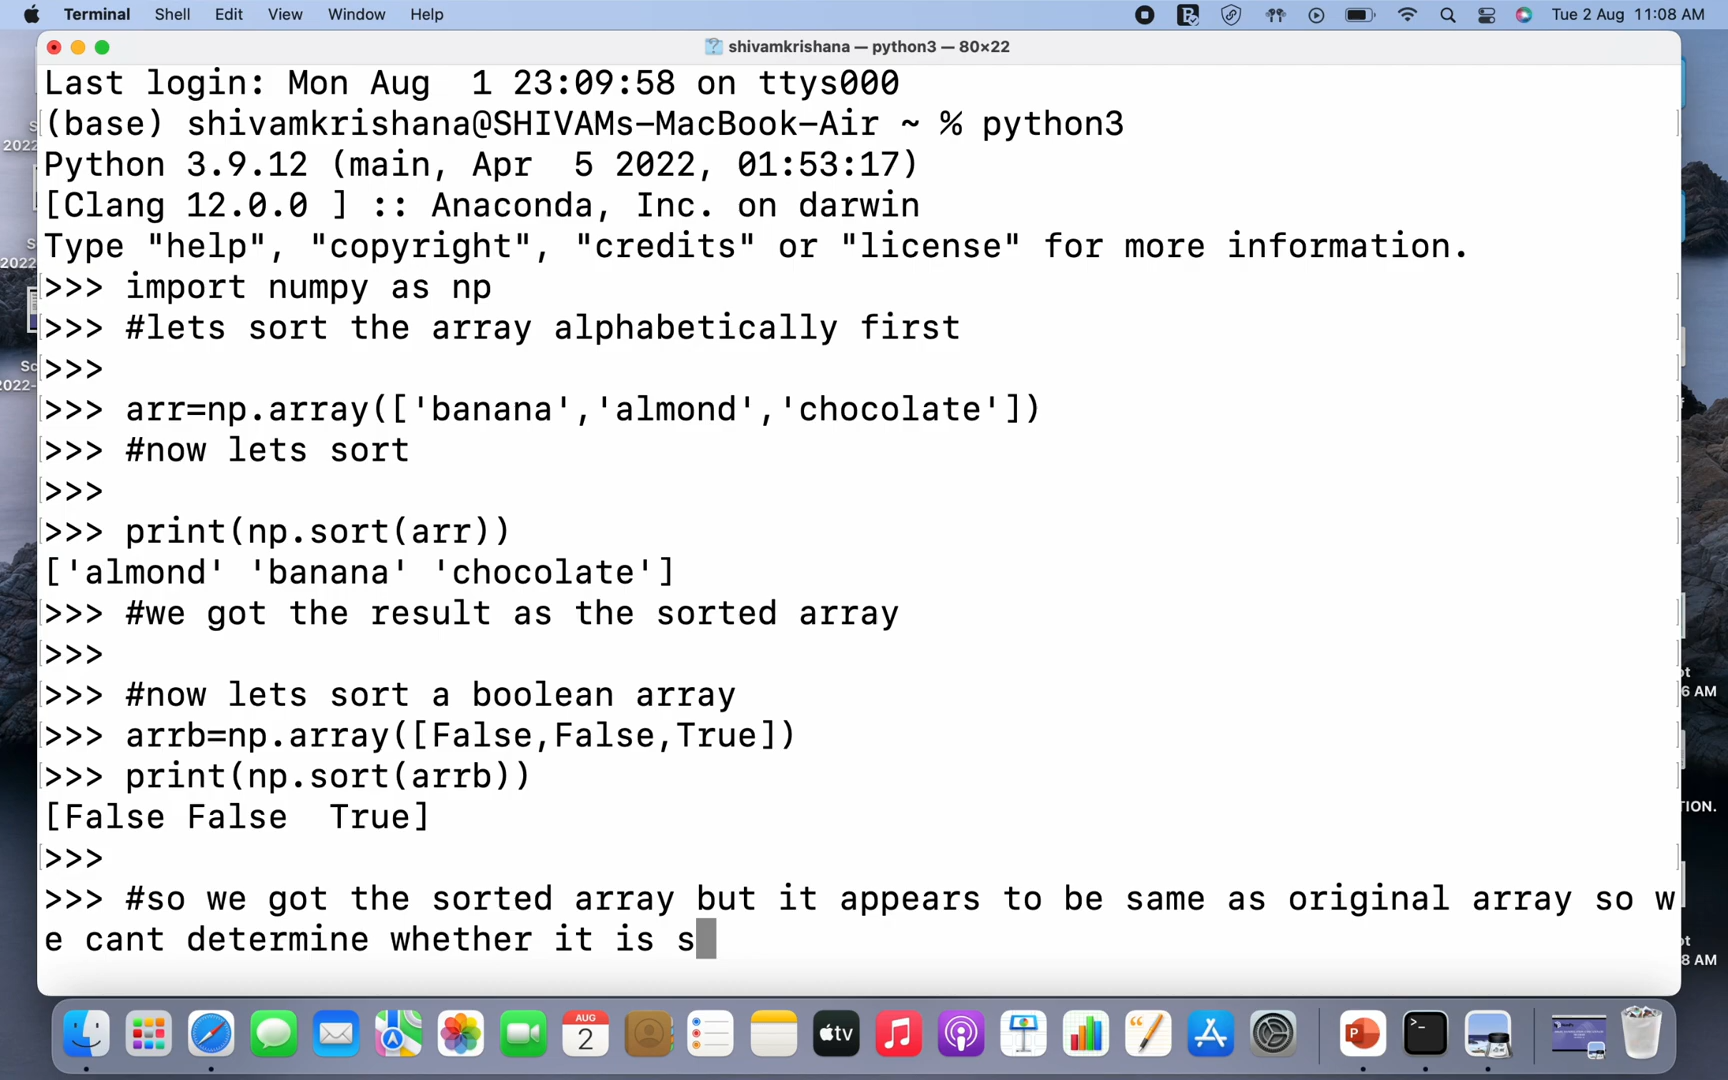 Terminal Shell Edit View Window Help Tue 2 Aug 11:08 AM
shivamkrishana — python3 — 80×22
Last login: Mon Aug  1 23:09:58 on ttys000
(base) shivamkrishana@SHIVAMs-MacBook-Air ~ % python3
Python 3.9.12 (main, Apr  5 2022, 01:53:17)
[Clang 12.0.0 ] :: Anaconda, Inc. on darwin
Type "help", "copyright", "credits" or "license" for more information.
>>> import numpy as np
>>> #lets sort the array alphabetically first
>>>
>>> arr=np.array(['banana','almond','chocolate'])
>>> #now lets sort
>>>
>>> print(np.sort(arr))
['almond' 'banana' 'chocolate']
>>> #we got the result as the sorted array
>>>
>>> #now lets sort a boolean array
>>> arrb=np.array([False,False,True])
>>> print(np.sort(arrb))
[False False  True]
>>>
>>> #so we got the sorted array but it appears to be same as original array so w
e cant determine whether it is s
AUG
2
tv